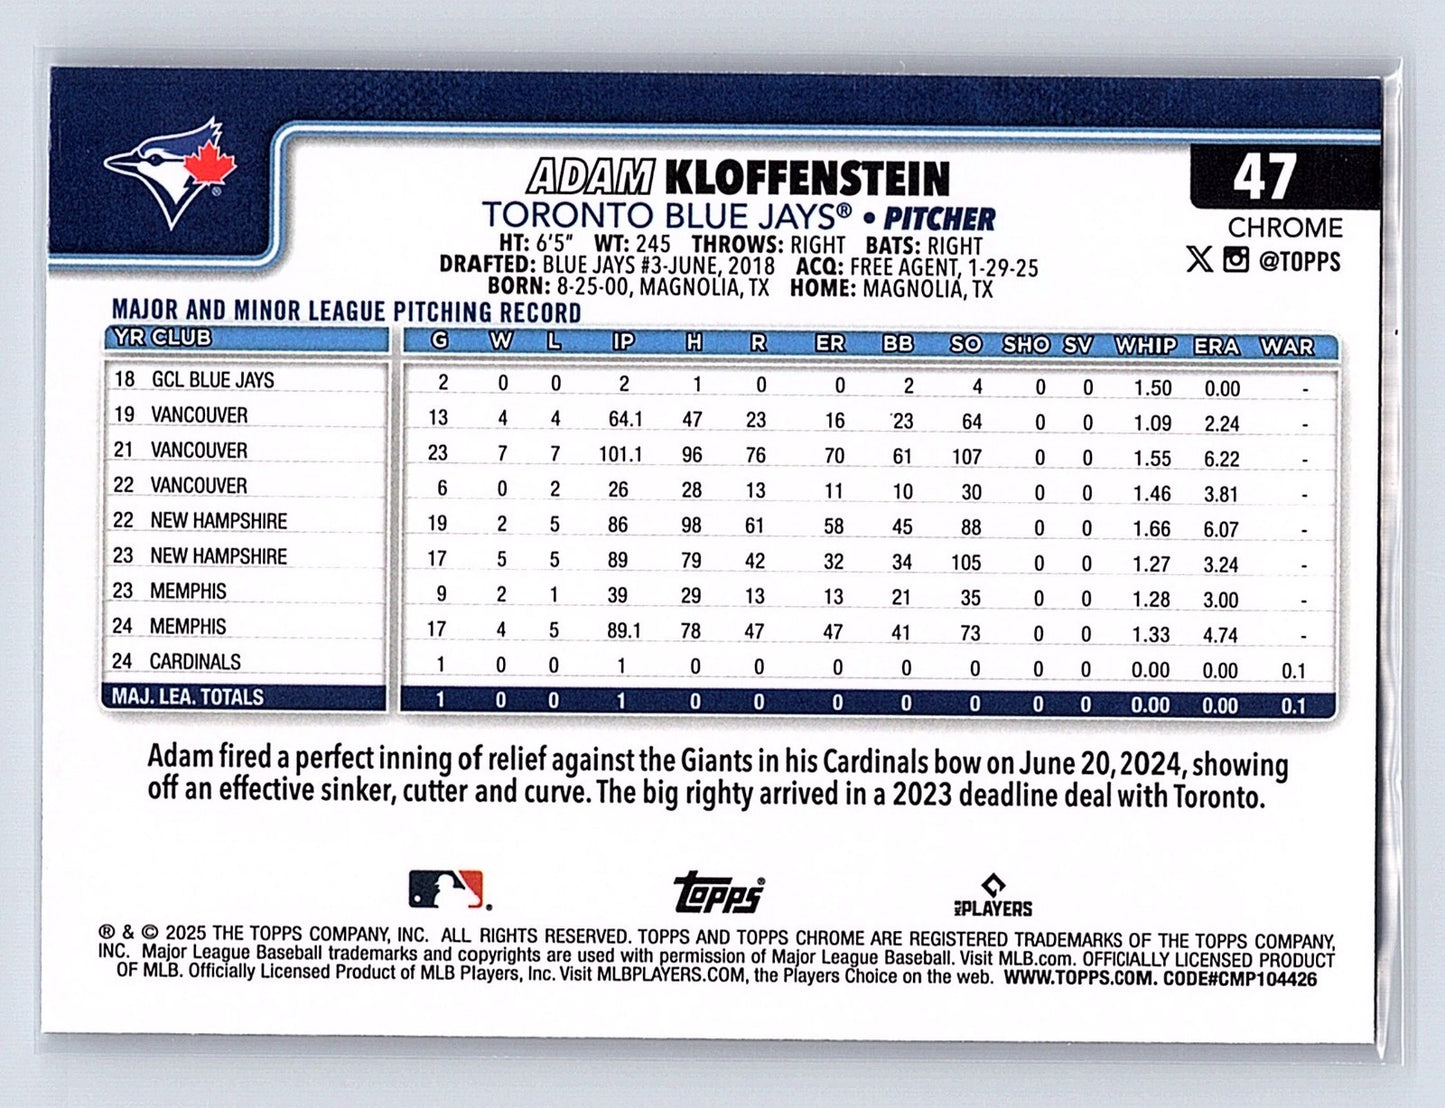 ADAM KLOFFENSTEIN
47
TORONTO BLUE JAYS® • PITCHER
CHROME
HT: 6'5" WT: 245 THROWS: RIGHT BATS: RIGHT
DRAFTED: BLUE JAYS #3-JUNE, 2018 ACQ: FREE AGENT, 1-29-25
@TOPPS
BORN: 8-25-00, MAGNOLIA, TX HOME: MAGNOLIA, TX
MAJOR AND MINOR LEAGUE PITCHING RECORD
YR CLUB G W L IP H R ER BB SO SHO SV WHIP ERA WAR
18 GCL BLUE JAYS 2 0 0 2 1 0 0 2 4 0 0 1.50 0.00 -
19 VANCOUVER 13 4 4 64.1 47 23 16 23 64 0 0 1.09 2.24 -
21 VANCOUVER 23 7 7 101.1 96 76 70 61 107 0 0 1.55 6.22 -
22 VANCOUVER 6 0 2 26 28 13 11 10 30 0 0 1.46 3.81 -
22 NEW HAMPSHIRE 19 2 5 86 98 61 58 45 88 0 0 1.66 6.07 -
23 NEW HAMPSHIRE 17 5 5 89 79 42 32 34 105 0 0 1.27 3.24 -
23 MEMPHIS 9 2 1 39 29 13 13 21 35 0 0 1.28 3.00 -
24 MEMPHIS 17 4 5 89.1 78 47 47 41 73 0 0 1.33 4.74 -
24 CARDINALS 1 0 0 1 0 0 0 0 0 0 0 0.00 0.00 0.1
MAJ. LEA. TOTALS 1 0 0 1 0 0 0 0 0 0 0 0.00 0.00 0.1
Adam fired a perfect inning of relief against the Giants in his Cardinals bow on June 20, 2024, showing
off an effective sinker, cutter and curve. The big righty arrived in a 2023 deadline deal with Toronto.
topps®
MLB PLAYERS
® & © 2025 THE TOPPS COMPANY, INC. ALL RIGHTS RESERVED. TOPPS AND TOPPS CHROME ARE REGISTERED TRADEMARKS OF THE TOPPS COMPANY,
INC. Major League Baseball trademarks and copyrights are used with permission of Major League Baseball. Visit MLB.com. OFFICIALLY LICENSED PRODUCT
OF MLB. Officially Licensed Product of MLB Players, Inc. Visit MLBPLAYERS.COM, the Players Choice on the web. WWW.TOPPS.COM. CODE#CMP104426